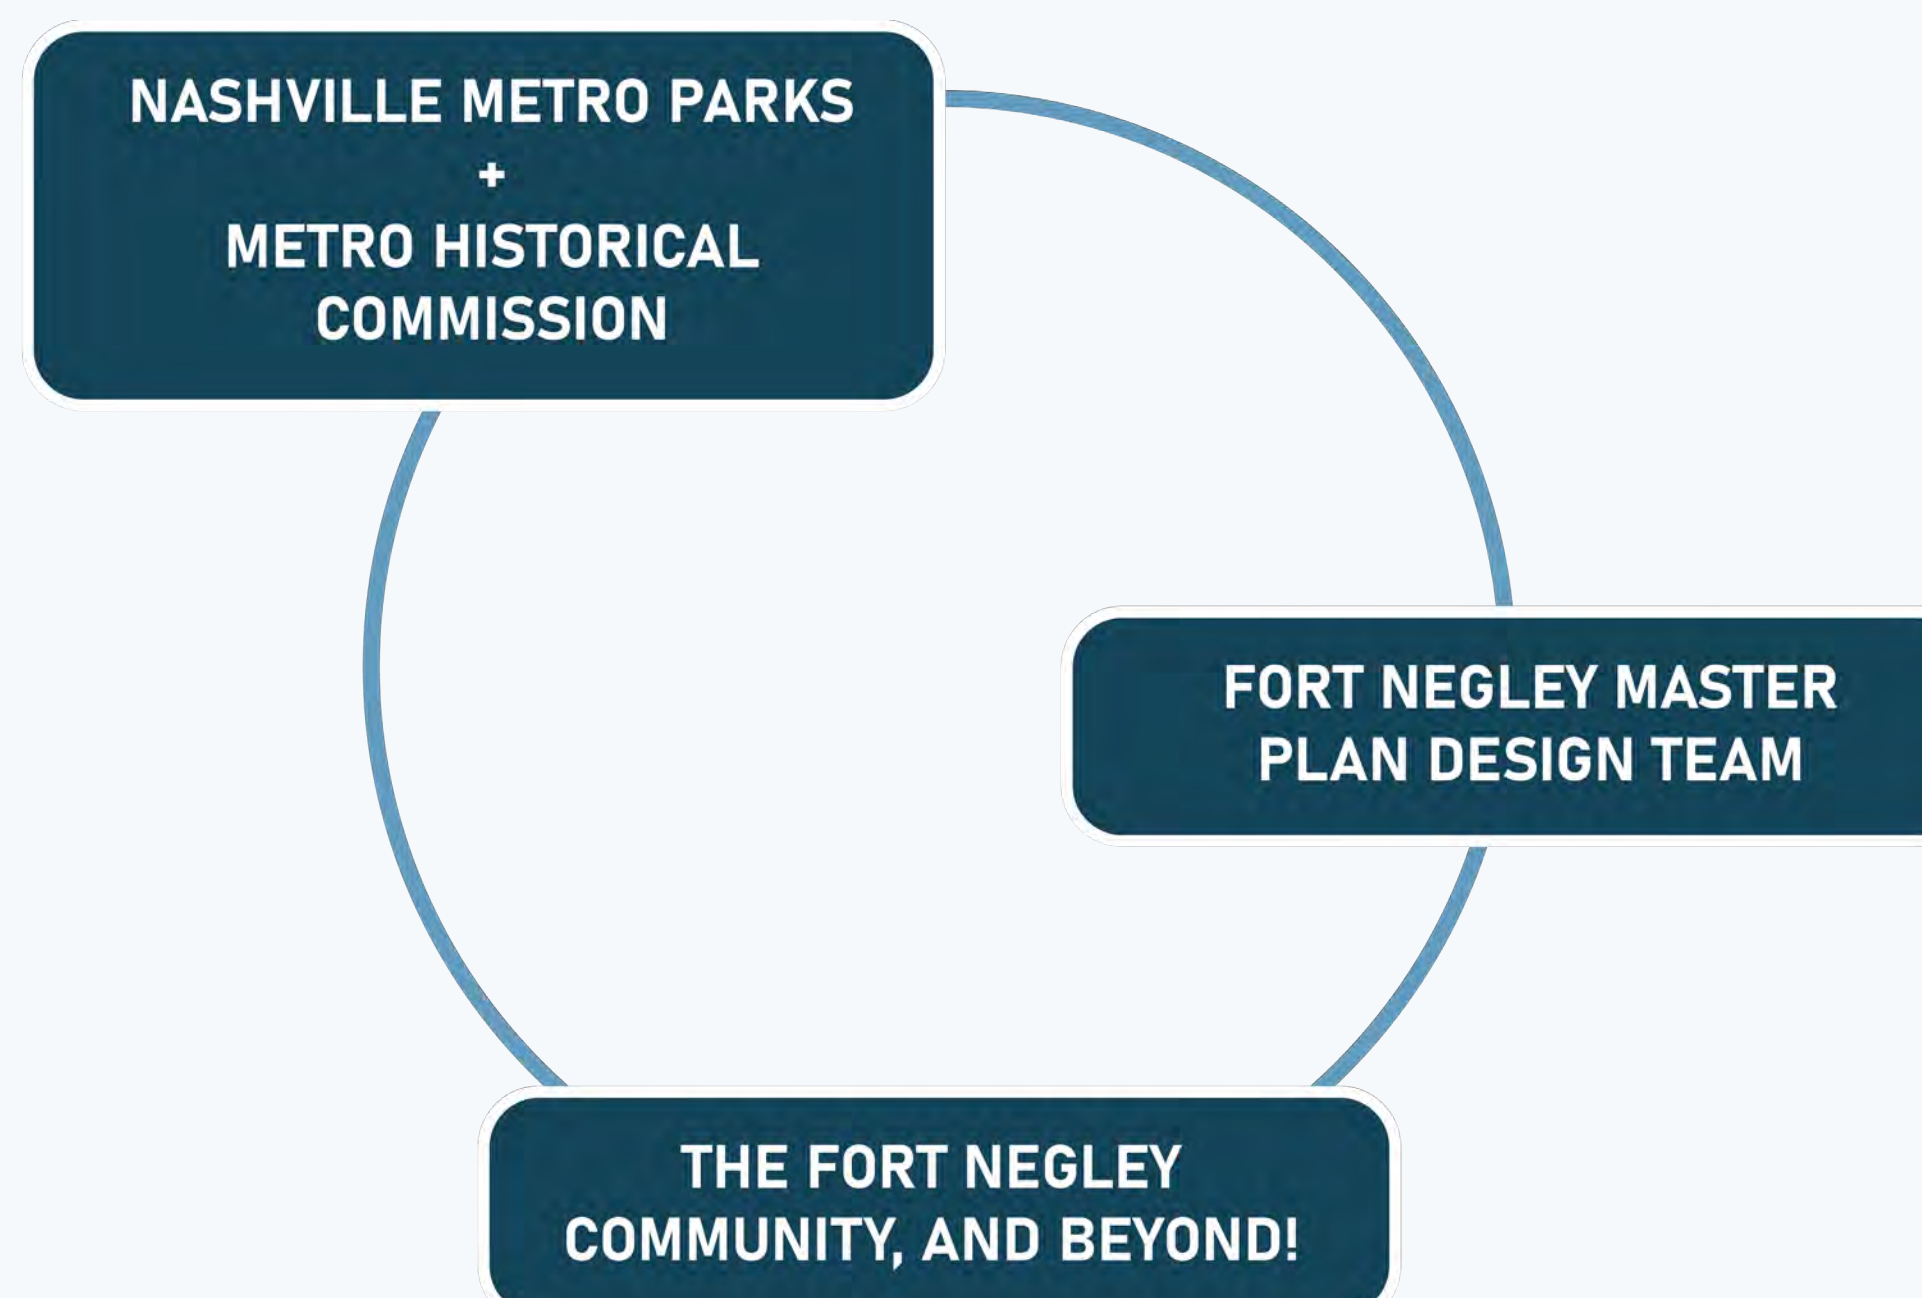 NASHVILLE METRO PARKS
+
METRO HISTORICAL
COMMISSION
FORT NEGLEY MASTER
PLAN DESIGN TEAM
THE FORT NEGLEY
COMMUNITY, AND BEYOND!